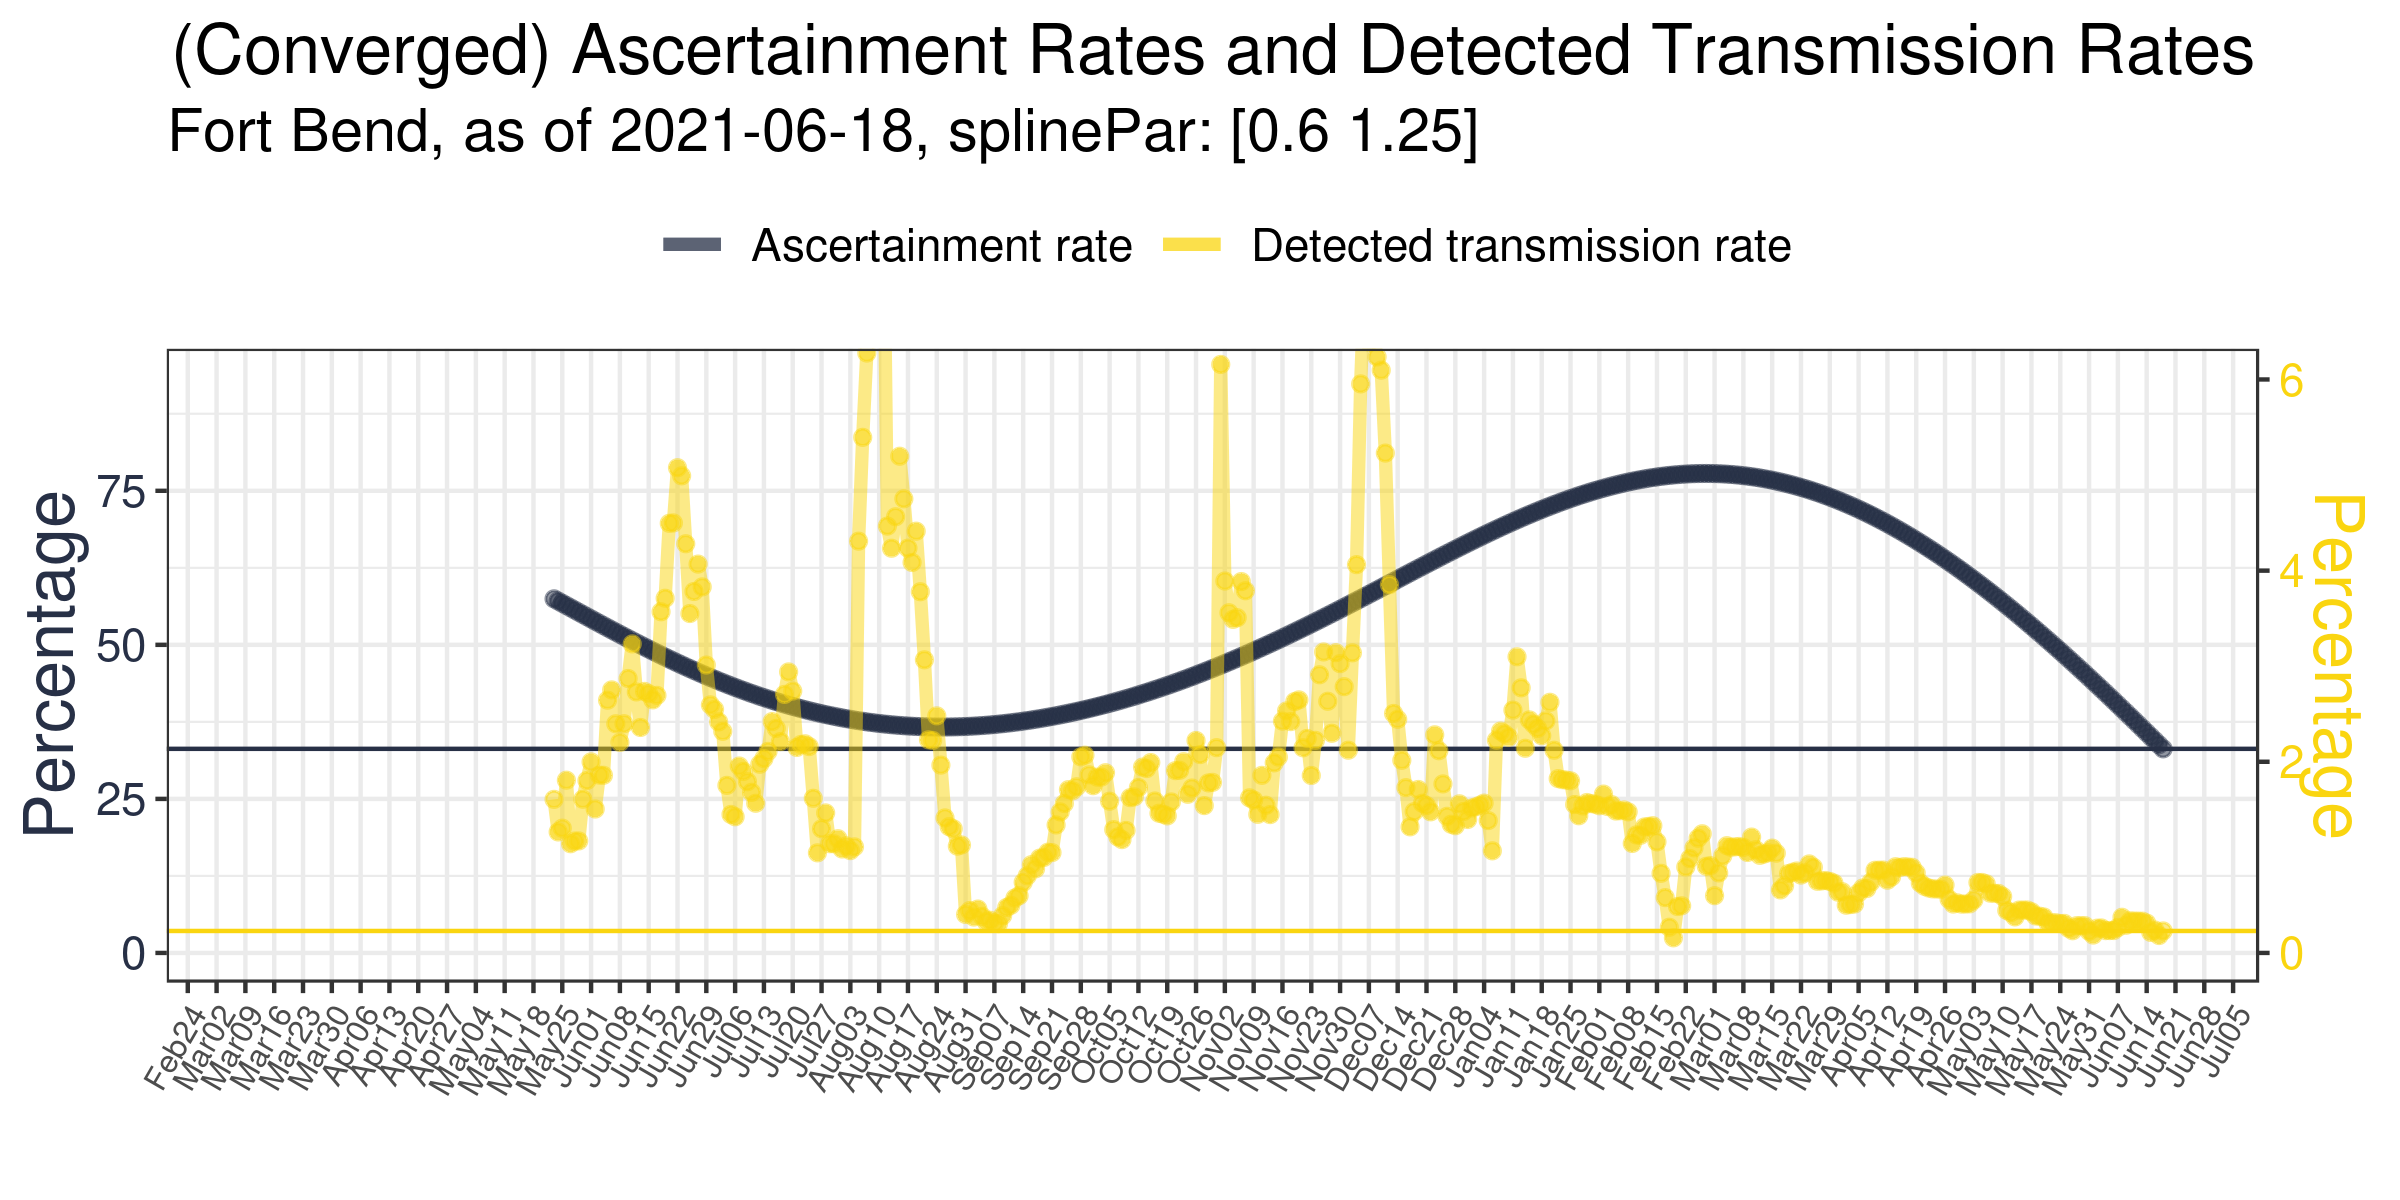 (Converged) Ascertainment Rates and Detected Transmission Rates
Fort Bend, as of 2021-06-18, splinePar: [0.6 1.25]
Ascertainment rate Detected transmission rate
Percentage
75
50
25
0
6
4
2
0
Percentage
Feb24 Mar02 Mar09 Mar16 Mar23 Mar30 Apr06 Apr13 Apr20 Apr27 May04 May11 May18 May25 Jun01 Jun08 Jun15 Jun22 Jun29 Jul06 Jul13 Jul20 Jul27 Aug03 Aug10 Aug17 Aug24 Aug31 Sep07 Sep14 Sep21 Sep28 Oct05 Oct12 Oct19 Oct26 Nov02 Nov09 Nov16 Nov23 Nov30 Dec07 Dec14 Dec21 Dec28 Jan04 Jan11 Jan18 Jan25 Feb01 Feb08 Feb15 Feb22 Mar01 Mar08 Mar15 Mar22 Mar29 Apr05 Apr12 Apr19 Apr26 May03 May10 May17 May24 May31 Jun07 Jun14 Jun21 Jun28 Jul05